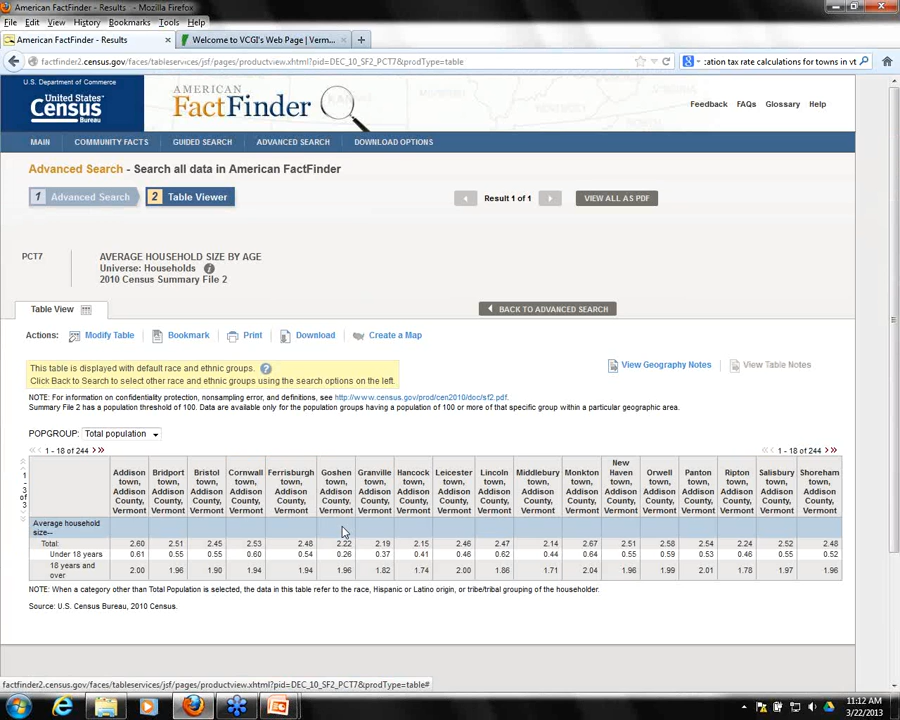 American FactFinder - Results - Mozilla Firefox
File Edit View History Bookmarks Tools Help
American FactFinder - Results × Welcome to VCGI's Web Page | Verm... × +
factfinder2.census.gov/faces/tableservices/jsf/pages/productview.xhtml?pid=DEC_10_SF2_PCT7&prodType=table
:ation tax rate calculations for towns in vt
U.S. Department of Commerce
United States
Census
Bureau
AMERICAN
FactFinder
Feedback FAQs Glossary Help
MAIN COMMUNITY FACTS GUIDED SEARCH ADVANCED SEARCH DOWNLOAD OPTIONS
Advanced Search - Search all data in American FactFinder
1 Advanced Search 2 Table Viewer Result 1 of 1 VIEW ALL AS PDF
PCT7 AVERAGE HOUSEHOLD SIZE BY AGE
Universe: Households i
2010 Census Summary File 2
Table View BACK TO ADVANCED SEARCH
Actions: Modify Table Bookmark Print Download Create a Map
This table is displayed with default race and ethnic groups. ?
Click Back to Search to select other race and ethnic groups using the search options on the left.
View Geography Notes View Table Notes
NOTE: For information on confidentiality protection, nonsampling error, and definitions, see http://www.census.gov/prod/cen2010/doc/sf2.pdf.
Summary File 2 has a population threshold of 100. Data are available only for the population groups having a population of 100 or more of that specific group within a particular geographic area.
POPGROUP: Total population
1 - 18 of 244 1 - 18 of 244
1 - 3 of 3
Addison town, Addison County, Vermont Bridport town, Addison County, Vermont Bristol town, Addison County, Vermont Cornwall town, Addison County, Vermont Ferrisburgh town, Addison County, Vermont Goshen town, Addison County, Vermont Granville town, Addison County, Vermont Hancock town, Addison County, Vermont Leicester town, Addison County, Vermont Lincoln town, Addison County, Vermont Middlebury town, Addison County, Vermont Monkton town, Addison County, Vermont New Haven town, Addison County, Vermont Orwell town, Addison County, Vermont Panton town, Addison County, Vermont Ripton town, Addison County, Vermont Salisbury town, Addison County, Vermont Shoreham town, Addison County, Vermont
Average household
size--
Total: 2.60 2.51 2.45 2.53 2.48 2.22 2.19 2.15 2.46 2.47 2.14 2.67 2.51 2.58 2.54 2.24 2.52 2.48
Under 18 years 0.61 0.55 0.55 0.60 0.54 0.26 0.37 0.41 0.46 0.62 0.44 0.64 0.55 0.59 0.53 0.46 0.55 0.52
18 years and over 2.00 1.96 1.90 1.94 1.94 1.96 1.82 1.74 2.00 1.86 1.71 2.04 1.96 1.99 2.01 1.78 1.97 1.96
NOTE: When a category other than Total Population is selected, the data in this table refer to the race, Hispanic or Latino origin, or tribe/tribal grouping of the householder.
Source: U.S. Census Bureau, 2010 Census.
factfinder2.census.gov/faces/tableservices/jsf/pages/productview.xhtml?pid=DEC_10_SF2_PCT7&prodType=table#
11:12 AM
3/22/2013